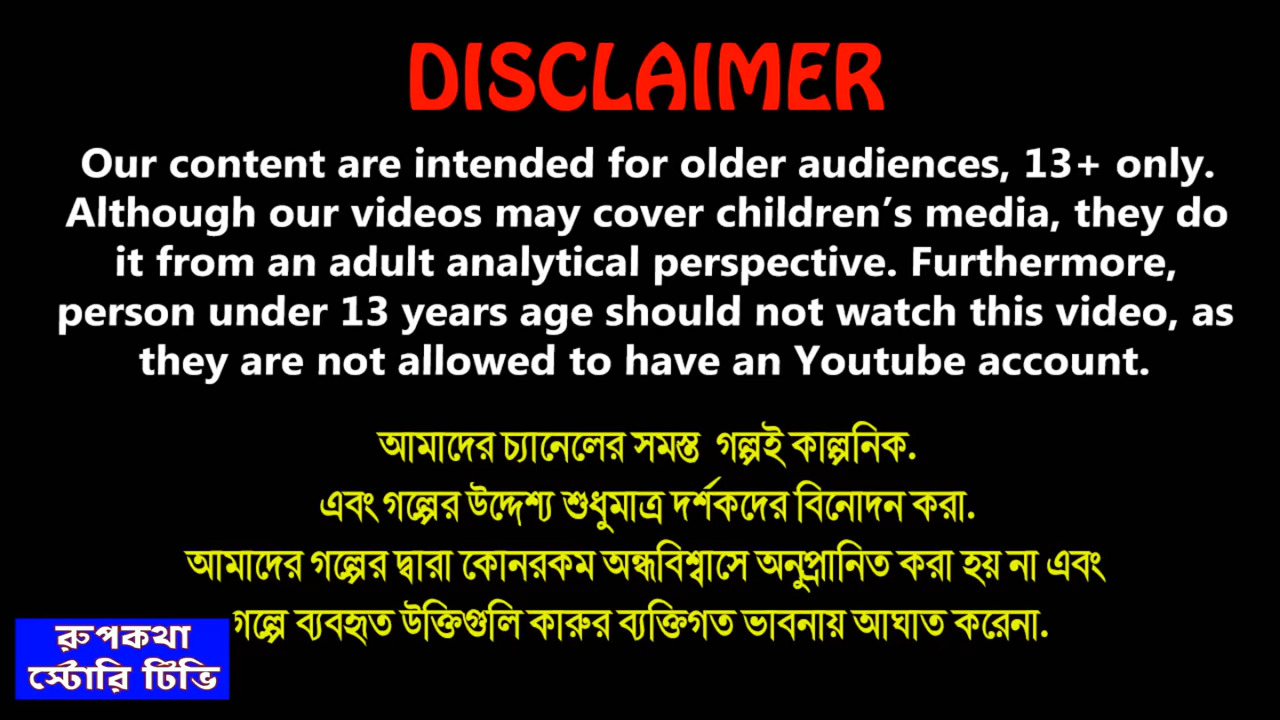 DISCLAIMER
Our content are intended for older audiences, 13+ only.
Although our videos may cover children’s media, they do
it from an adult analytical perspective. Furthermore,
person under 13 years age should not watch this video, as
they are not allowed to have an Youtube account.
আমাদের চ্যানেলের সমস্ত গল্পই কাল্পনিক.
এবং গল্পের উদ্দেশ্য শুধুমাত্র দর্শকদের বিনোদন করা.
আমাদের গল্পের দ্বারা কোনরকম অন্ধবিশ্বাসে অনুপ্রানিত করা হয় না এবং
গল্পে ব্যবহৃত উক্তিগুলি কারুর ব্যক্তিগত ভাবনায় আঘাত করেনা.
রুপকথা
স্টোরি টিভি